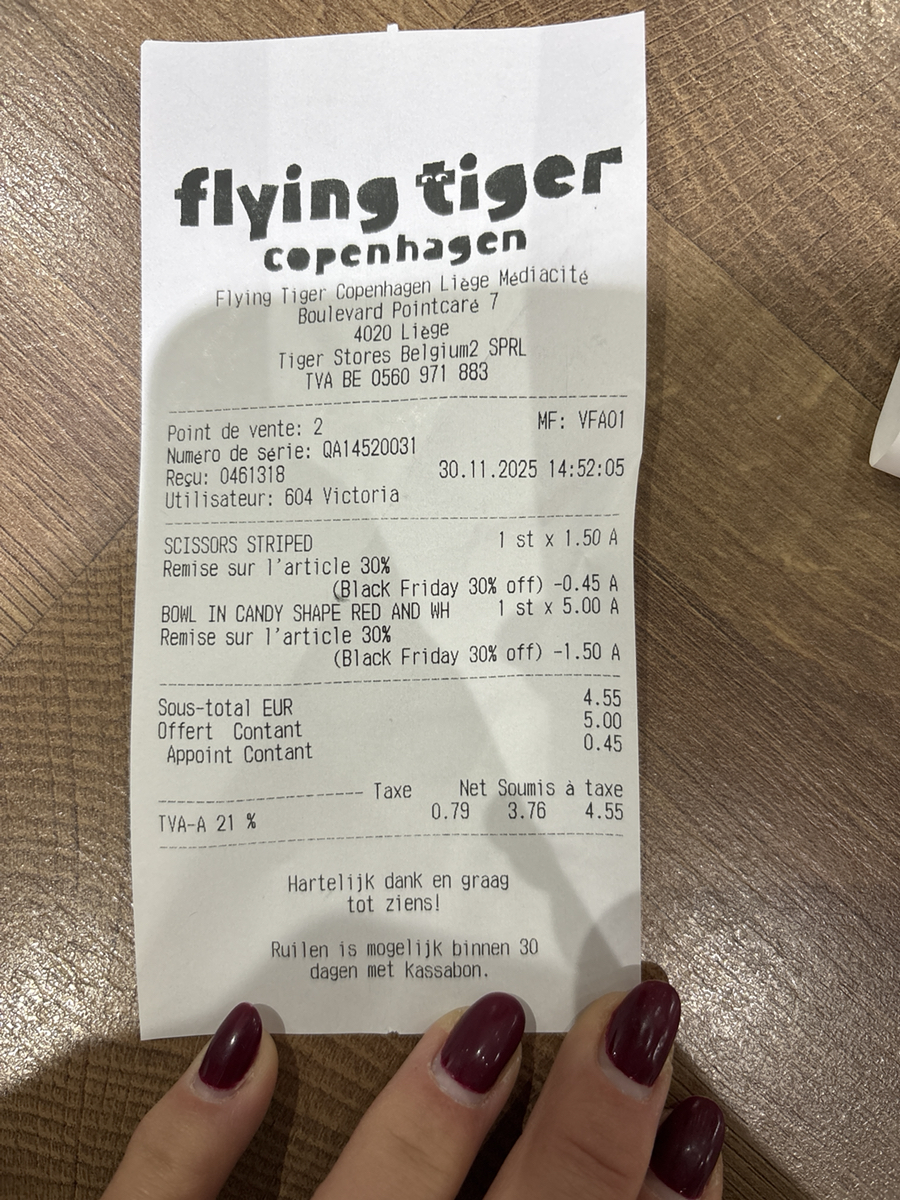 flying tiger
copenhagen
Flying Tiger Copenhagen Liège Médiacité
Boulevard Pointcaré 7
4020 Liège
Tiger Stores Belgium2 SPRL
TVA BE 0560 971 883
Point de vente: 2 MF: VFA01
Numéro de série: QA14520031
Reçu: 0461318 30.11.2025 14:52:05
Utilisateur: 604 Victoria
SCISSORS STRIPED 1 st x 1.50 A
Remise sur l'article 30%
(Black Friday 30% off) -0.45 A
BOWL IN CANDY SHAPE RED AND WH 1 st x 5.00 A
Remise sur l'article 30%
(Black Friday 30% off) -1.50 A
Sous-total EUR 4.55
Offert Contant 5.00
Appoint Contant 0.45
Taxe Net Soumis à taxe
TVA-A 21 % 0.79 3.76 4.55
Hartelijk dank en graag
tot ziens!
Ruilen is mogelijk binnen 30
dagen met kassabon.